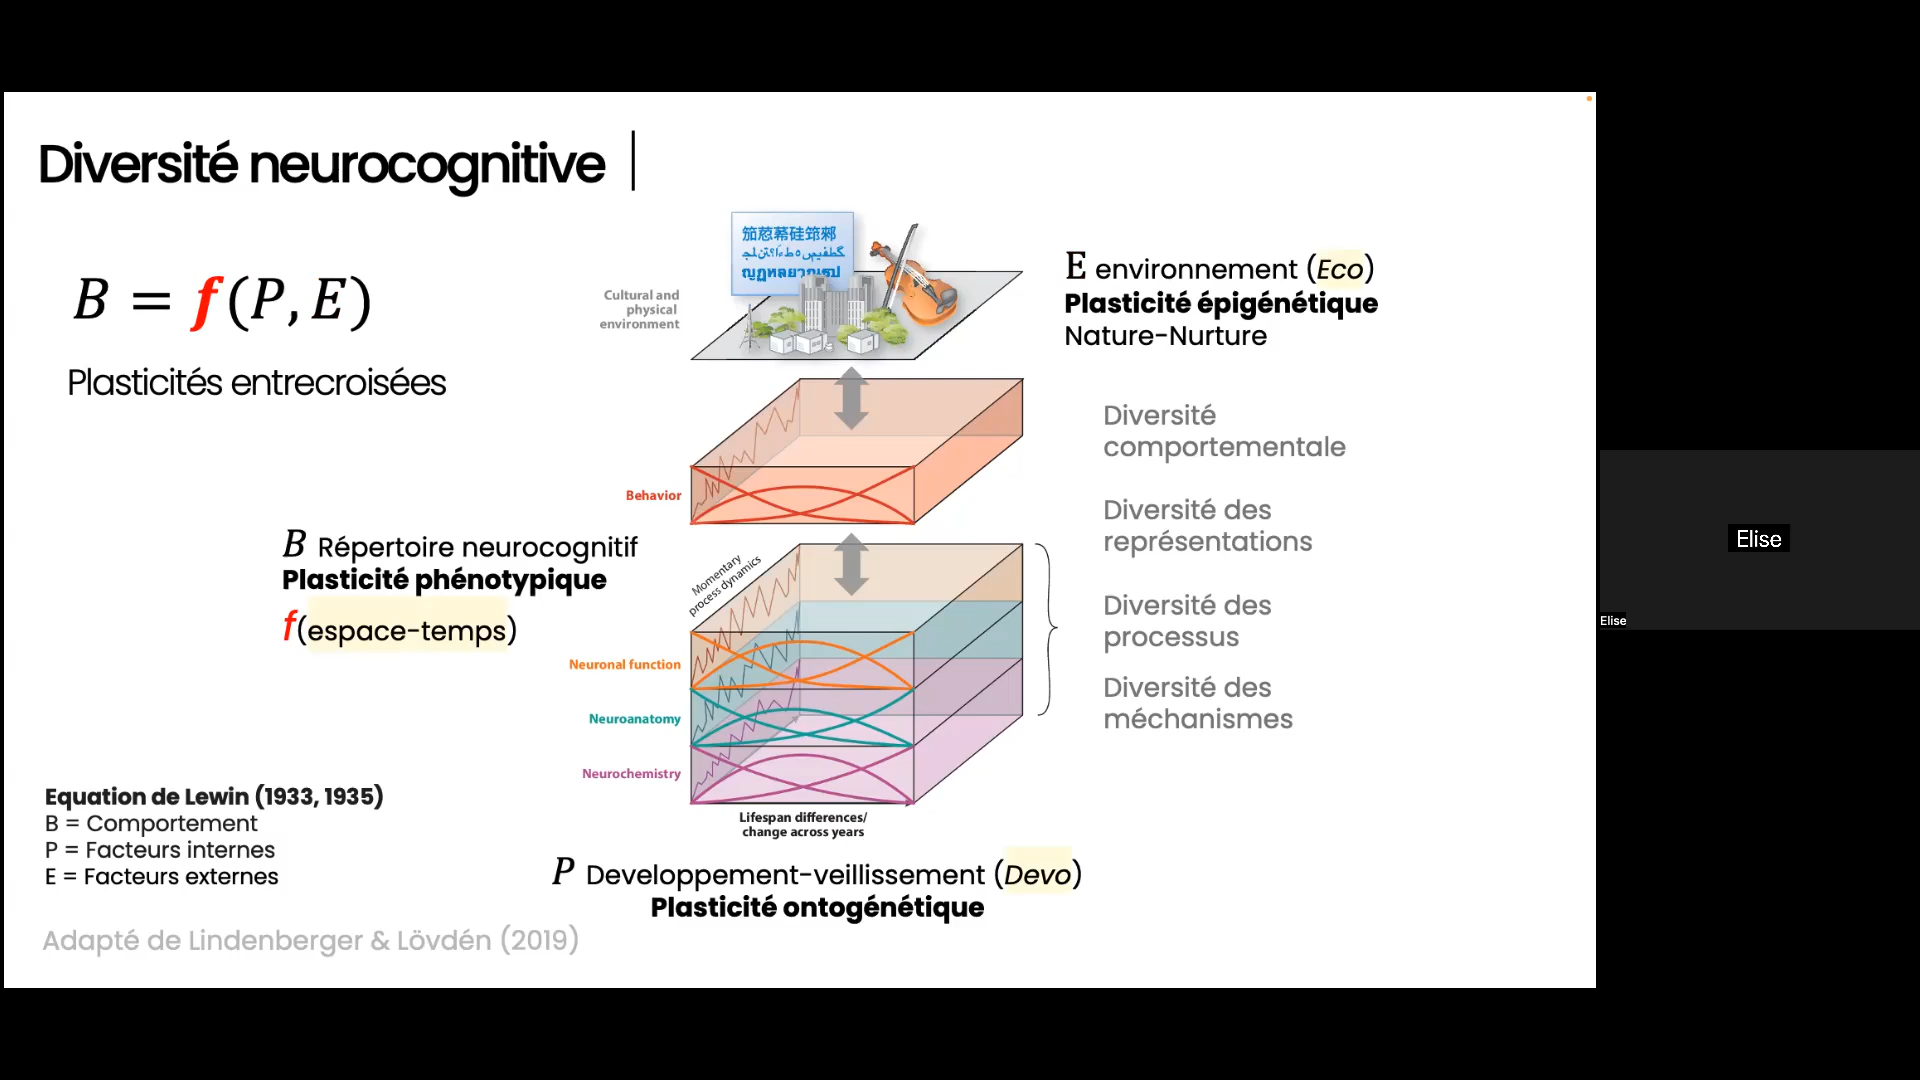 Diversité neurocognitive
B = f(P, E)
Plasticités entrecroisées
Cultural and
physical
environment
E environnement (Eco)
Plasticité épigénétique
Nature-Nurture
Diversité
comportementale
Behavior
Diversité des
représentations
B Répertoire neurocognitif
Plasticité phénotypique
f(espace-temps)
Momentary
process dynamics
Diversité des
processus
Neuronal function
Diversité des
méchanismes
Neuroanatomy
Neurochemistry
Lifespan differences/
change across years
Equation de Lewin (1933, 1935)
B = Comportement
P = Facteurs internes
E = Facteurs externes
P Developpement-veillissement (Devo)
Plasticité ontogénétique
Adapté de Lindenberger & Lövdén (2019)
Elise
Elise